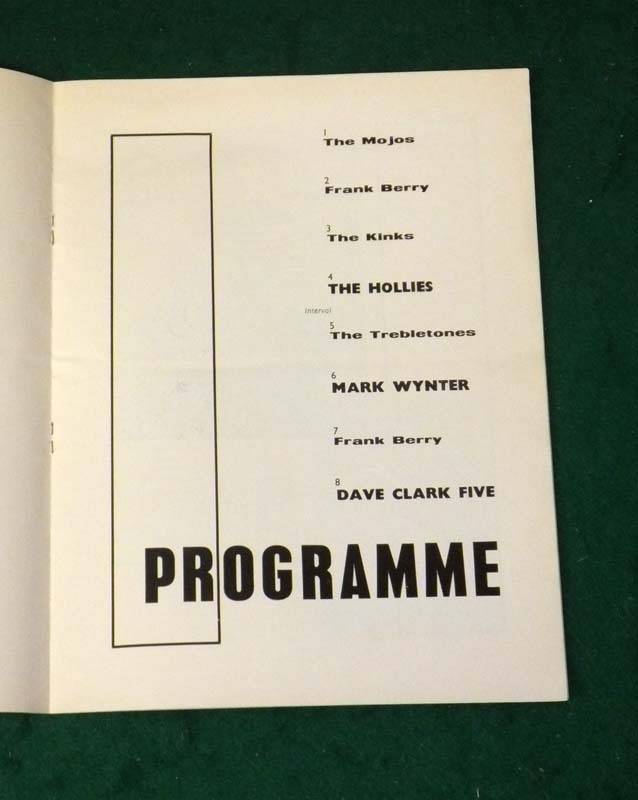 1
The Mojos
2
Frank Berry
3
The Kinks
4
THE HOLLIES
Interval
5
The Trebletones
6
MARK WYNTER
7
Frank Berry
8
DAVE CLARK FIVE
PROGRAMME